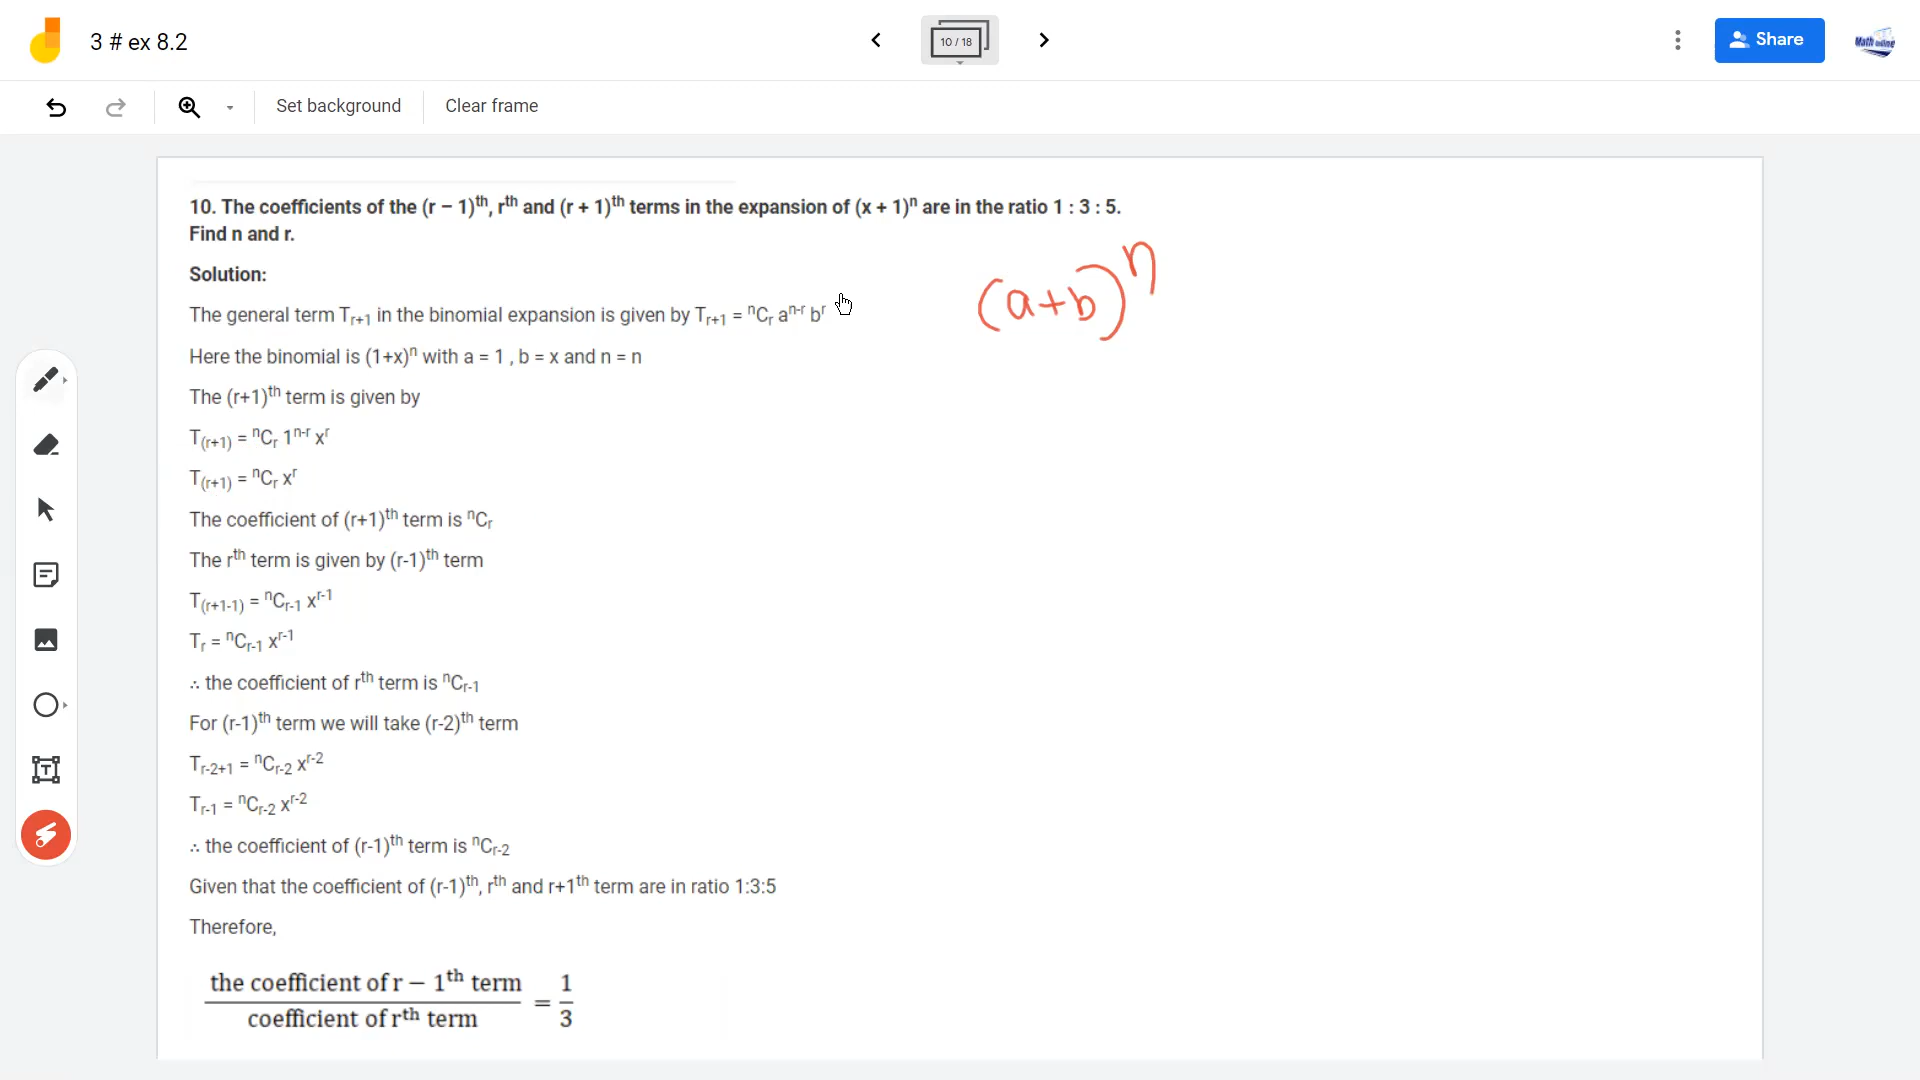 3 # ex 8.2
10 / 18
Share
Math online
Set background
Clear frame
10. The coefficients of the (r – 1)th, rth and (r + 1)th terms in the expansion of (x + 1)n are in the ratio 1 : 3 : 5.
Find n and r.
Solution:
The general term Tr+1 in the binomial expansion is given by Tr+1 = nCr an-r br
(a+b)n
Here the binomial is (1+x)n with a = 1 , b = x and n = n
The (r+1)th term is given by
T(r+1) = nCr 1n-r xr
T(r+1) = nCr xr
The coefficient of (r+1)th term is nCr
The rth term is given by (r-1)th term
T(r+1-1) = nCr-1 xr-1
Tr = nCr-1 xr-1
∴ the coefficient of rth term is nCr-1
For (r-1)th term we will take (r-2)th term
Tr-2+1 = nCr-2 xr-2
Tr-1 = nCr-2 xr-2
∴ the coefficient of (r-1)th term is nCr-2
Given that the coefficient of (r-1)th, rth and r+1th term are in ratio 1:3:5
Therefore,
the coefficient of r − 1th term
coefficient of rth term
= 1
3